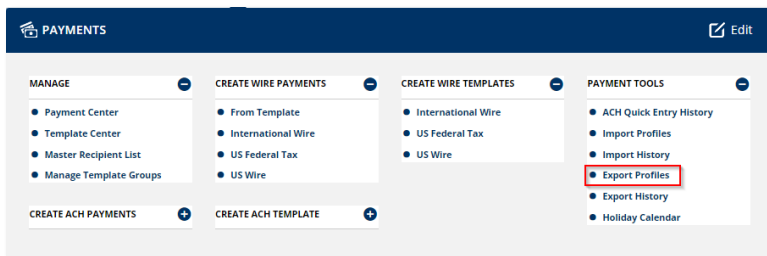 PAYMENTS
Edit
MANAGE
Payment Center
Template Center
Master Recipient List
Manage Template Groups
CREATE WIRE PAYMENTS
From Template
International Wire
US Federal Tax
US Wire
CREATE WIRE TEMPLATES
International Wire
US Federal Tax
US Wire
PAYMENT TOOLS
ACH Quick Entry History
Import Profiles
Import History
Export Profiles
Export History
Holiday Calendar
CREATE ACH PAYMENTS
CREATE ACH TEMPLATE